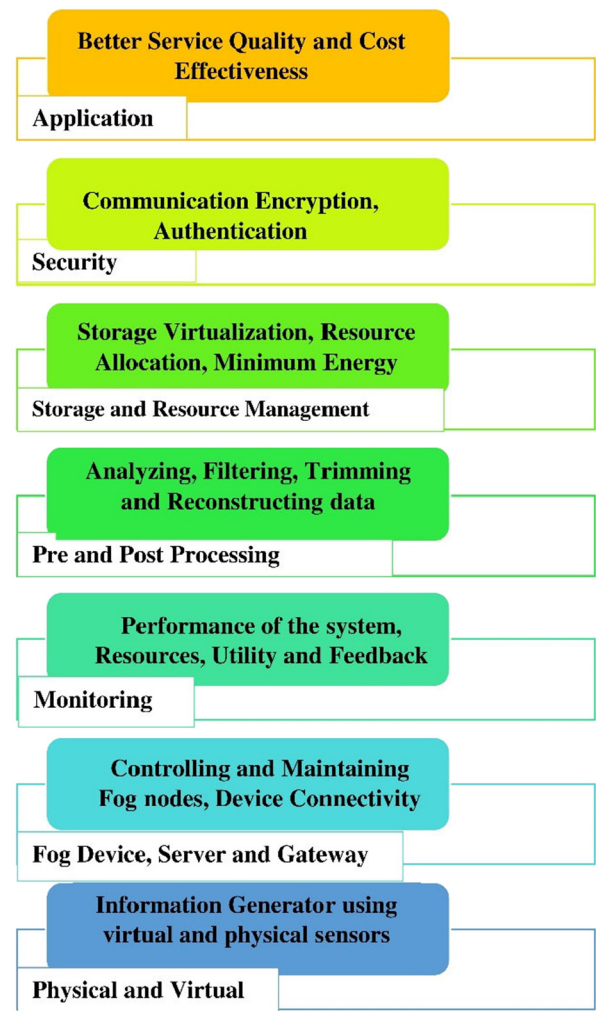 Better Service Quality and Cost
Effectiveness
Application
Communication Encryption,
Authentication
Security
Storage Virtualization, Resource
Allocation, Minimum Energy
Storage and Resource Management
Analyzing, Filtering, Trimming
and Reconstructing data
Pre and Post Processing
Performance of the system,
Resources, Utility and Feedback
Monitoring
Controlling and Maintaining
Fog nodes, Device Connectivity
Fog Device, Server and Gateway
Information Generator using
virtual and physical sensors
Physical and Virtual